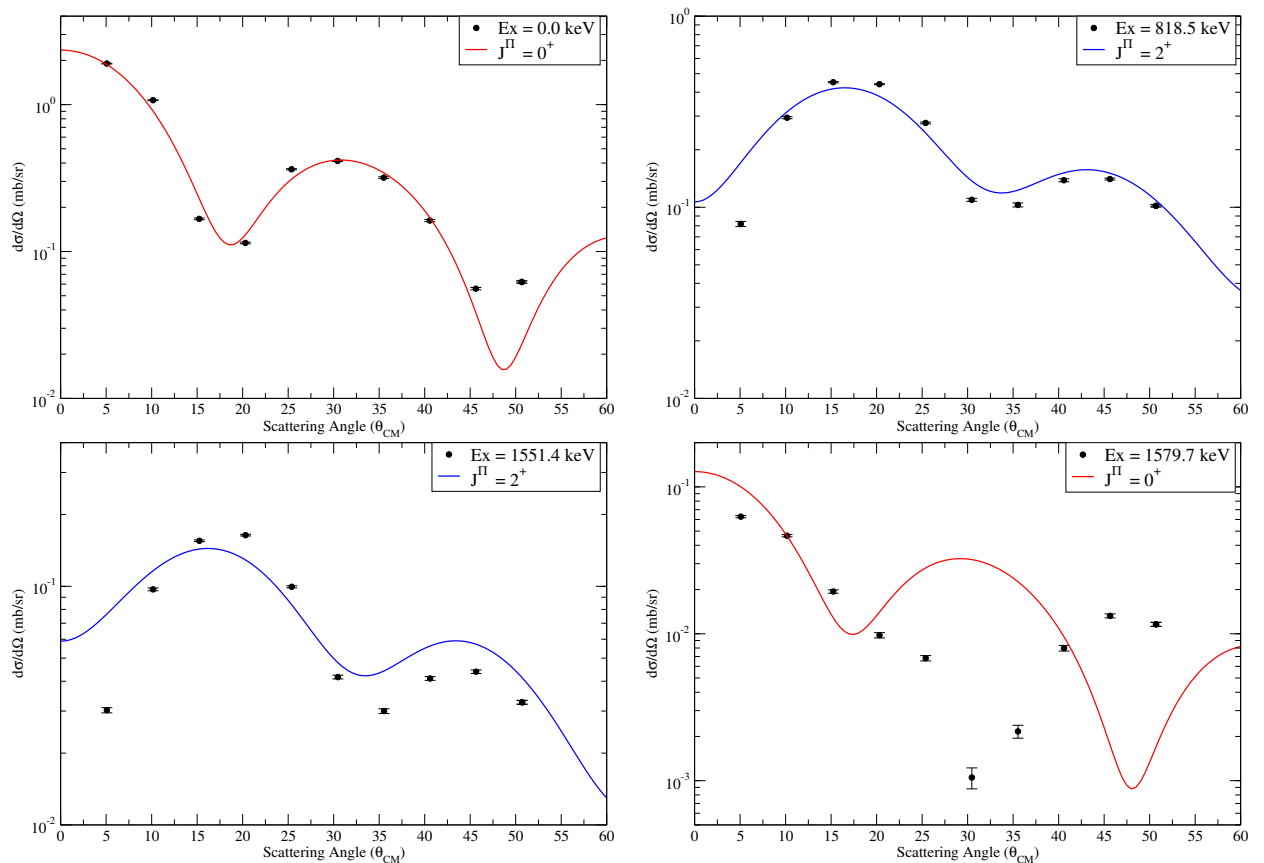 Ex = 0.0 keV
J^Π = 0^+
dσ/dΩ (mb/sr)
10^0
10^-1
10^-2
0 5 10 15 20 25 30 35 40 45 50 55 60
Scattering Angle (θ_CM)
Ex = 818.5 keV
J^Π = 2^+
dσ/dΩ (mb/sr)
10^0
10^-1
10^-2
0 5 10 15 20 25 30 35 40 45 50 55 60
Scattering Angle (θ_CM)
Ex = 1551.4 keV
J^Π = 2^+
dσ/dΩ (mb/sr)
10^-1
10^-2
0 5 10 15 20 25 30 35 40 45 50 55 60
Scattering Angle (θ_CM)
Ex = 1579.7 keV
J^Π = 0^+
dσ/dΩ (mb/sr)
10^-1
10^-2
10^-3
0 5 10 15 20 25 30 35 40 45 50 55 60
Scattering Angle (θ_CM)